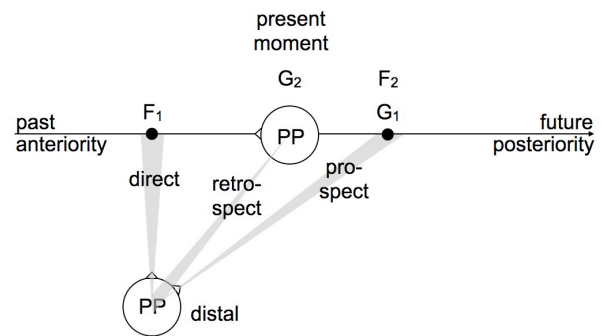 present
moment
G₂
F₂
F₁
G₁
past
future
anteriority
PP
posteriority
direct
retro-
spect
pro-
spect
PP
distal